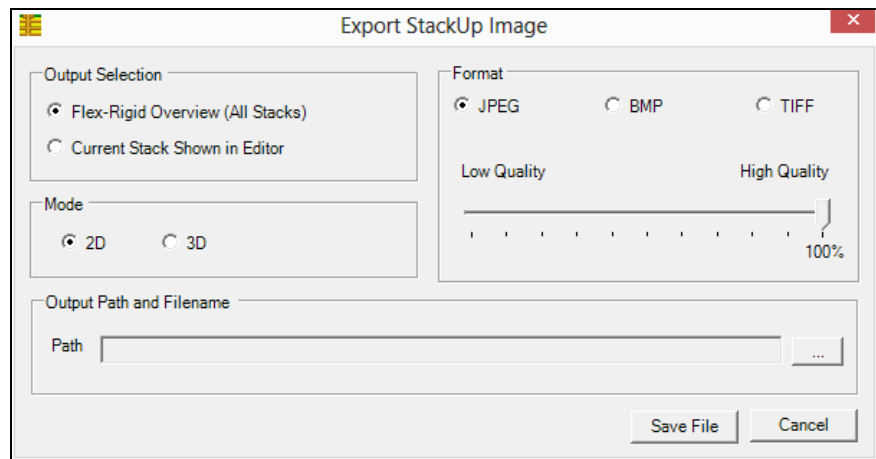 Export StackUp Image
Output Selection
Flex-Rigid Overview (All Stacks)
Current Stack Shown in Editor
Mode
2D 3D
Format
JPEG BMP TIFF
Low Quality High Quality
100%
Output Path and Filename
Path ...
Save File Cancel